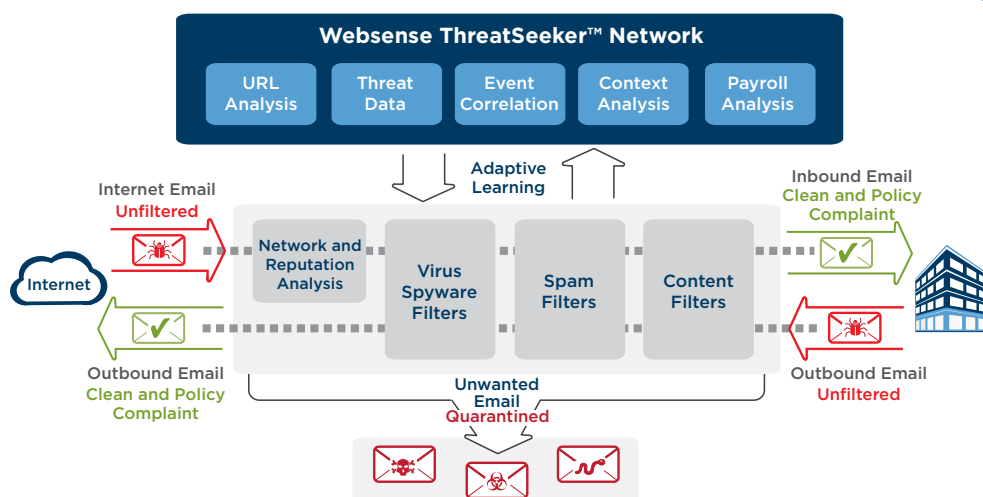 Websense ThreatSeeker™ Network
URL
Analysis
Threat
Data
Event
Correlation
Context
Analysis
Payroll
Analysis
Adaptive
Learning
Internet Email
Unfiltered
Inbound Email
Clean and Policy
Complaint
Internet
Network and
Reputation
Analysis
Virus
Spyware
Filters
Spam
Filters
Content
Filters
Outbound Email
Clean and Policy
Complaint
Outbound Email
Unfiltered
Unwanted
Email
Quarantined